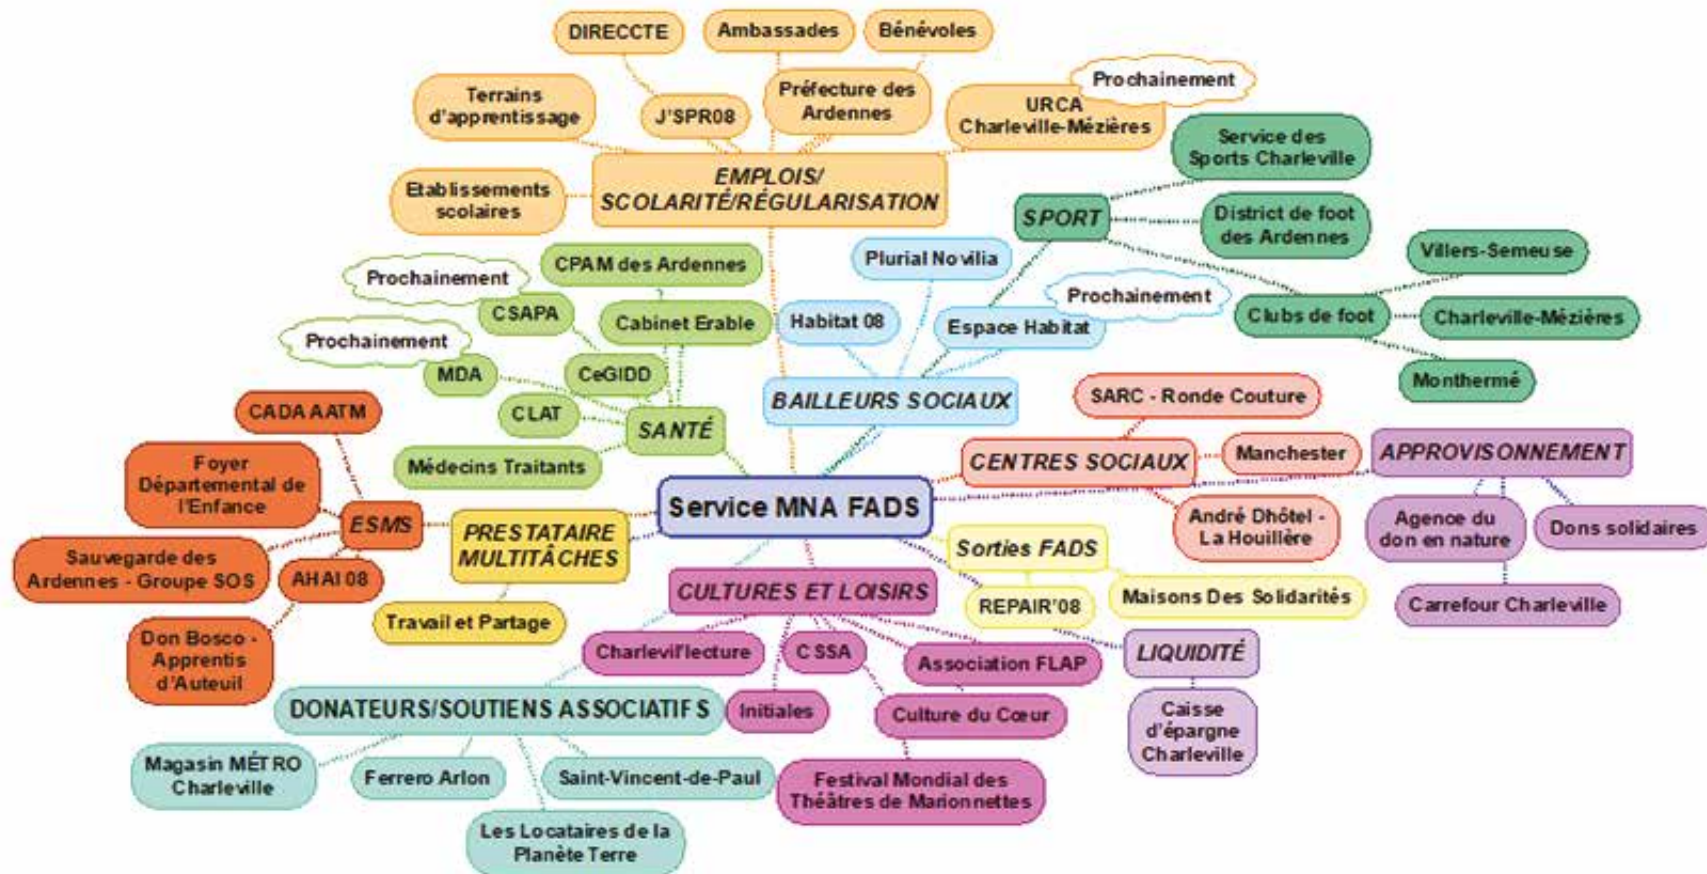 DIRECCTE
Ambassades
Bénévoles
Prochainement
Terrains
d'apprentissage
J'SPR08
Préfecture des
Ardennes
URCA
Charleville-Mézières
Etablissements
scolaires
EMPLOIS/
SCOLARITÉ/RÉGULARISATION
Service des
Sports Charleville
SPORT
District de foot
des Ardennes
Villers-Semeuse
Clubs de foot
Charleville-Mézières
Monthermé
Plurial Novilia
Prochainement
Habitat 08
Espace Habitat
BAILLEURS SOCIAUX
CPAM des Ardennes
Prochainement
CSAPA
Cabinet Erable
Prochainement
MDA
CeGIDD
CLAT
SANTÉ
Médecins Traitants
CADA AATM
Foyer
Départemental de
l'Enfance
ESMS
Sauvegarde des
Ardennes - Groupe SOS
AHAI 08
Don Bosco -
Apprentis
d'Auteuil
PRESTATAIRE
MULTITÂCHES
Travail et Partage
Service MNA FADS
SARC - Ronde Couture
CENTRES SOCIAUX
Manchester
André Dhôtel -
La Houillère
APPROVISONNEMENT
Agence du
don en nature
Dons solidaires
Carrefour Charleville
Sorties FADS
REPAIR'08
Maisons Des Solidarités
LIQUIDITÉ
Caisse
d'épargne
Charleville
CULTURES ET LOISIRS
Charlevil'lecture
CSSA
Association FLAP
Initiales
Culture du Cœur
Festival Mondial des
Théâtres de Marionnettes
DONATEURS/SOUTIENS ASSOCIATIFS
Magasin MÉTRO
Charleville
Ferrero Arlon
Saint-Vincent-de-Paul
Les Locataires de la
Planète Terre